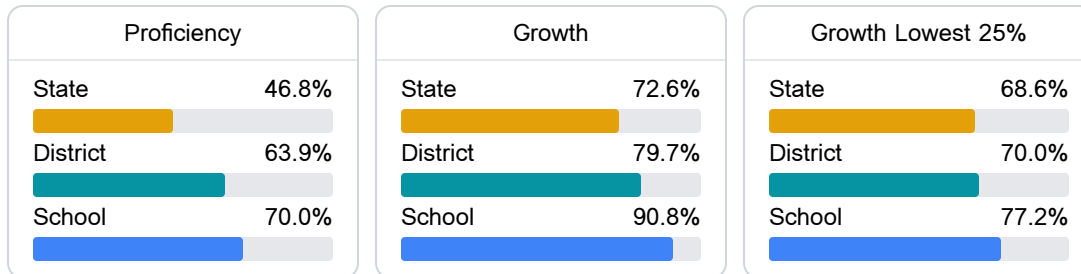 Proficiency
State 46.8%
District 63.9%
School 70.0%
Growth
State 72.6%
District 79.7%
School 90.8%
Growth Lowest 25%
State 68.6%
District 70.0%
School 77.2%